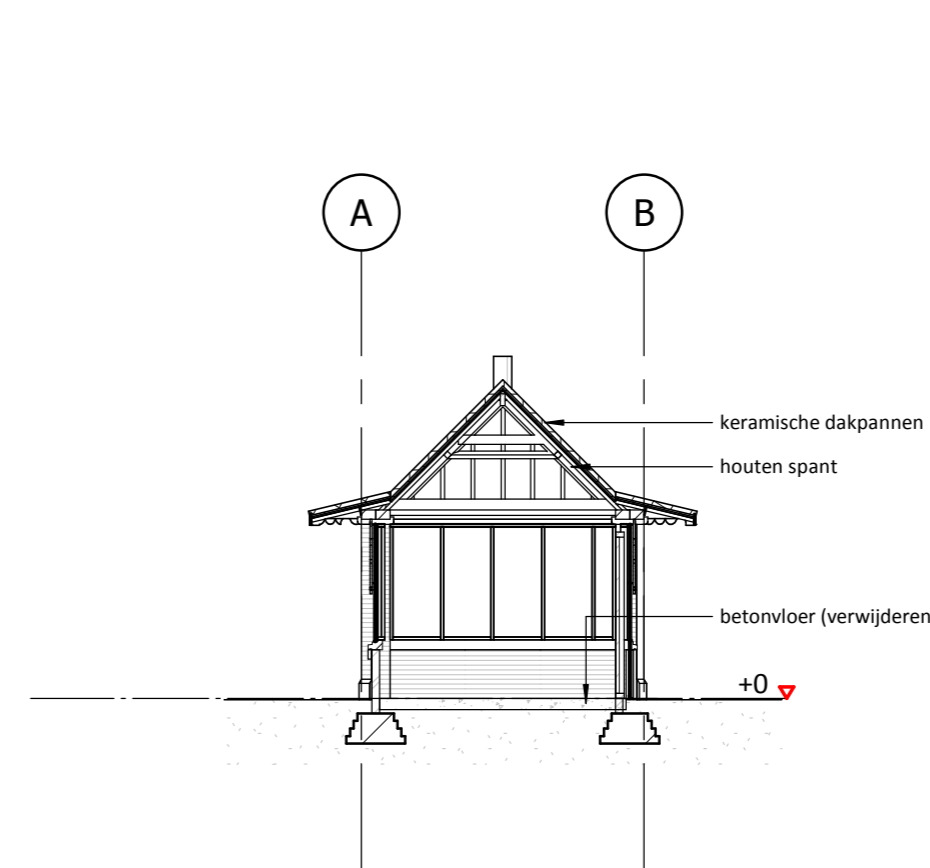 A
B
keramische dakpannen
houten spant
betonvloer (verwijderen
+0